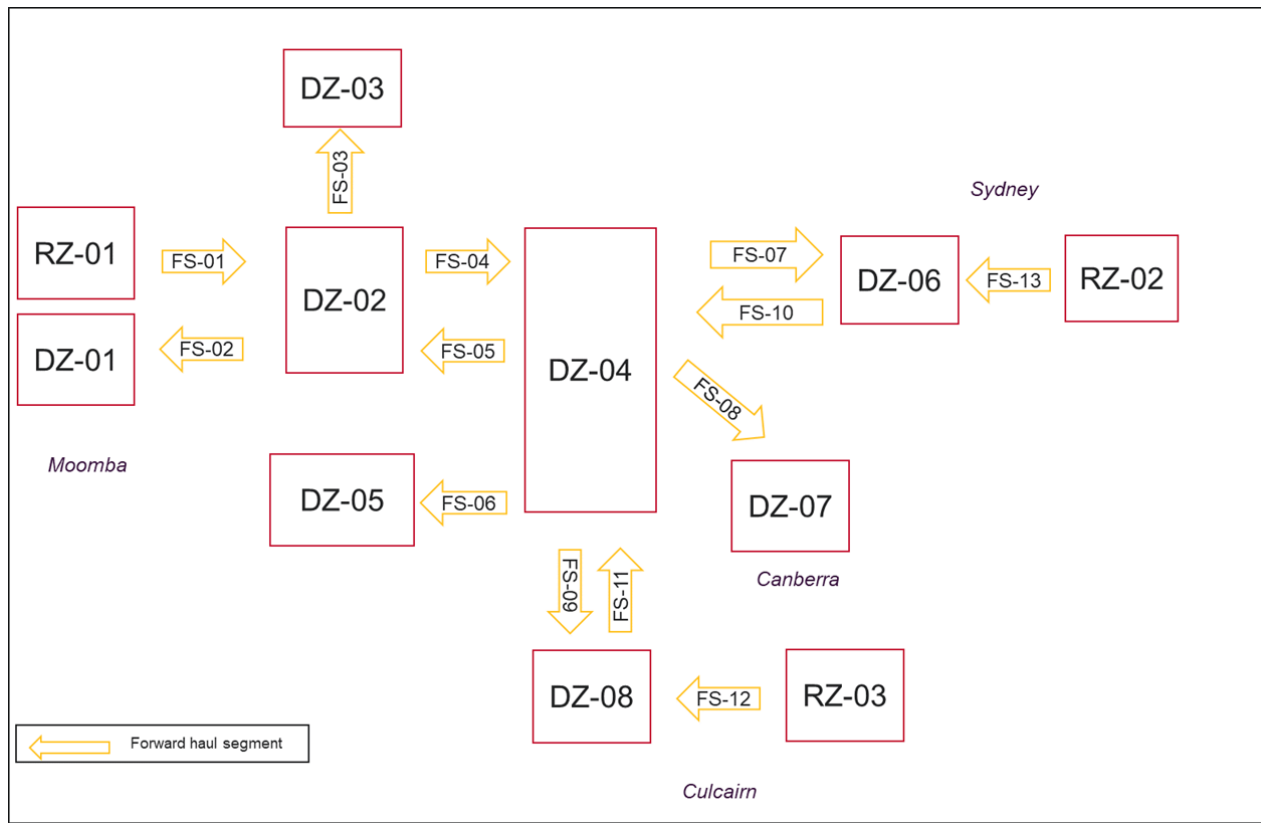 DZ-03
FS-03
Sydney
RZ-01
FS-01
DZ-02
FS-04
DZ-04
FS-07
DZ-06
FS-13
RZ-02
FS-10
DZ-01
FS-02
FS-05
FS-08
Moomba
DZ-05
FS-06
DZ-07
Canberra
FS-09
FS-11
DZ-08
FS-12
RZ-03
Forward haul segment
Culcairn